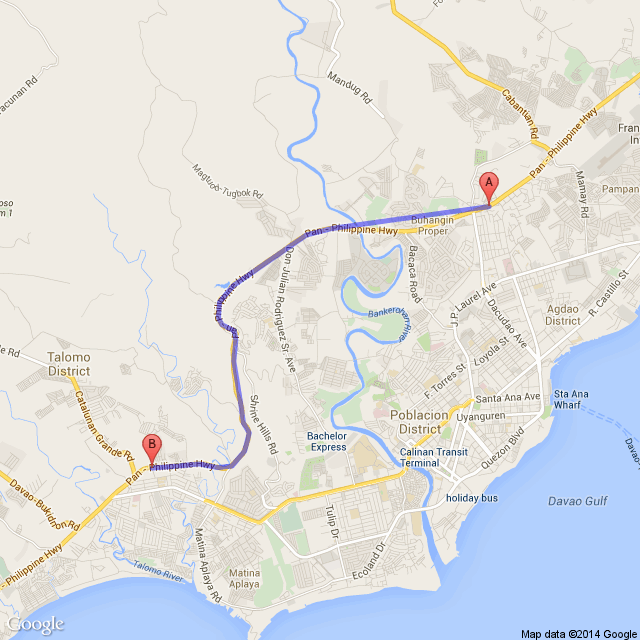 Mandug Rd
Cabantian Rd
Pan - Philippine Hwy
acunan Rd
Fran
In
Mamay Rd
Pampan
Magtuod-Tugbok Rd
A
oso
m 1
Buhangin
Proper
Pan - Philippine Hwy
Bacaca Road
Don Julian Rodriguez Sr. Ave
Pan - Philippine Hwy
J.P. Laurel Ave
R. Castillo St
Bankerohan River
Dacudao Ave
Agdao
District
de Rd
Talomo
District
Loyola St
F. Torres St
Catalunan Grande Rd
Shrine Hills Rd
Santa Ana Ave
Sta Ana
Wharf
Poblacion
District
Uyanguren
B
Bachelor
Express
Quezon Blvd
Calinan Transit
Terminal
Davao-
Pan - Philippine Hwy
Davao-Bukidnon Rd
holiday bus
Davao Gulf
Tulip Dr
- Philippine Hwy
Matina Aplaya Rd
Talomo River
Matina
Aplaya
Ecoland Dr
Google
Map data ©2014 Google